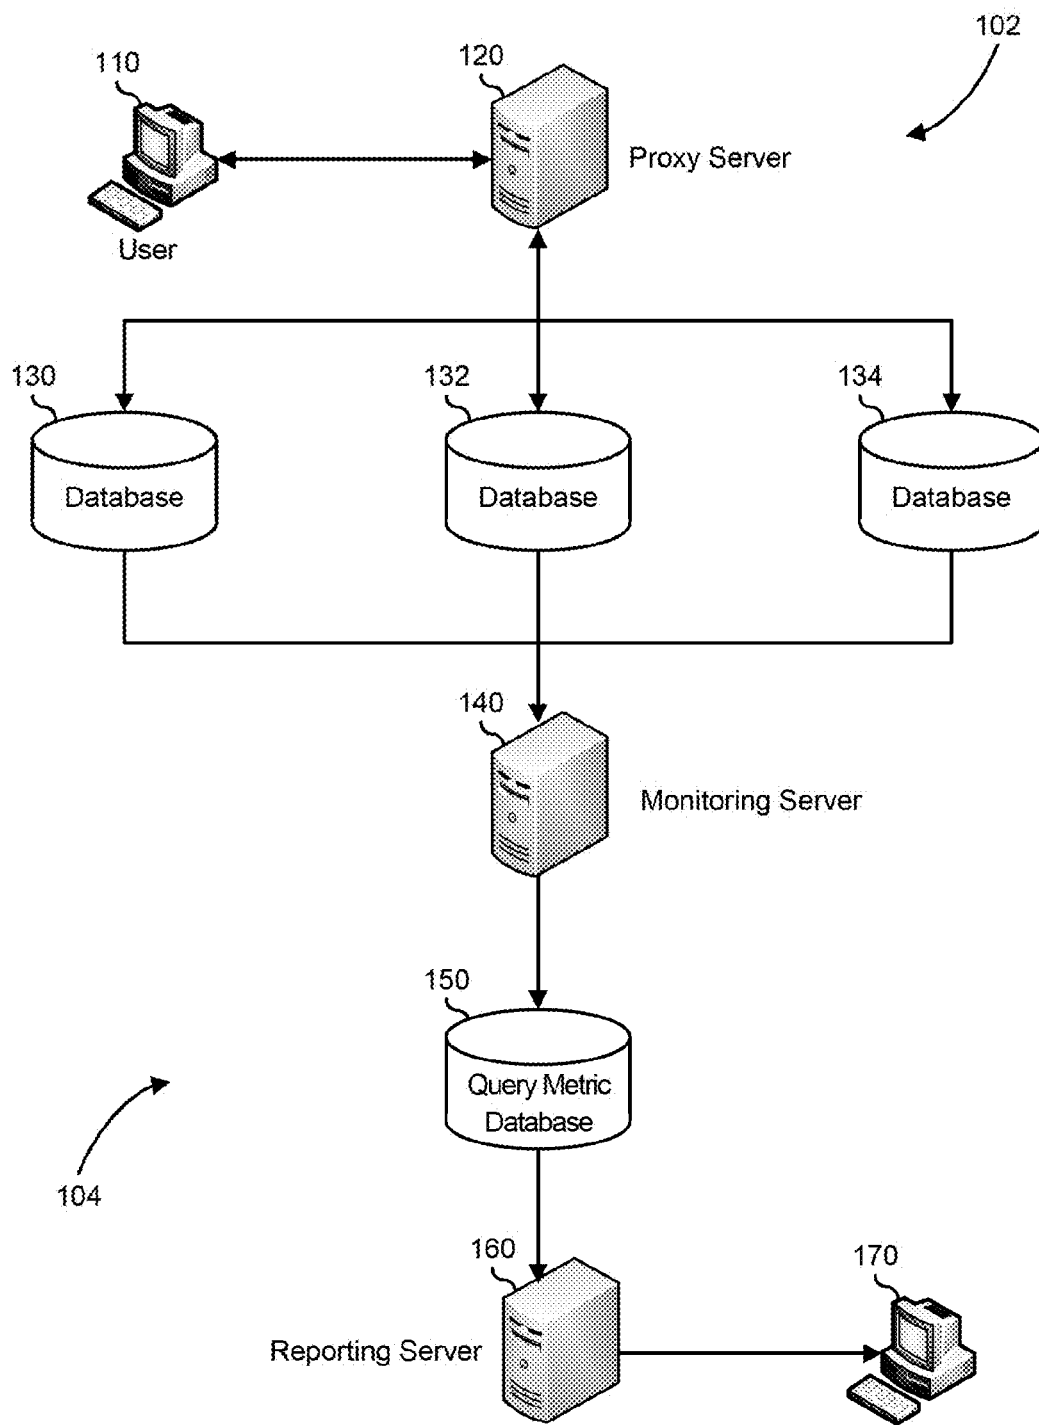 102
120
110
Proxy Server
User
130
132
134
Database
Database
Database
140
Monitoring Server
150
Query Metric
Database
104
160
170
Reporting Server